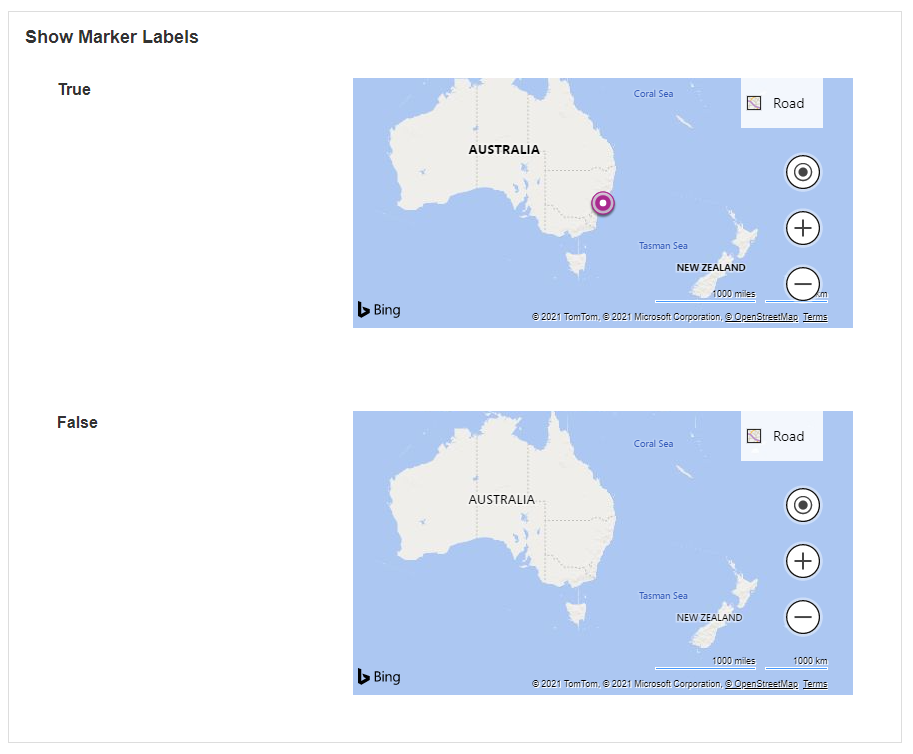 Show Marker Labels
True
Coral Sea
Road
AUSTRALIA
Tasman Sea
NEW ZEALAND
1000 miles
km
Bing
© 2021 TomTom, © 2021 Microsoft Corporation, © OpenStreetMap Terms
False
Coral Sea
Road
AUSTRALIA
Tasman Sea
NEW ZEALAND
1000 miles 1000 km
Bing
© 2021 TomTom, © 2021 Microsoft Corporation, © OpenStreetMap Terms